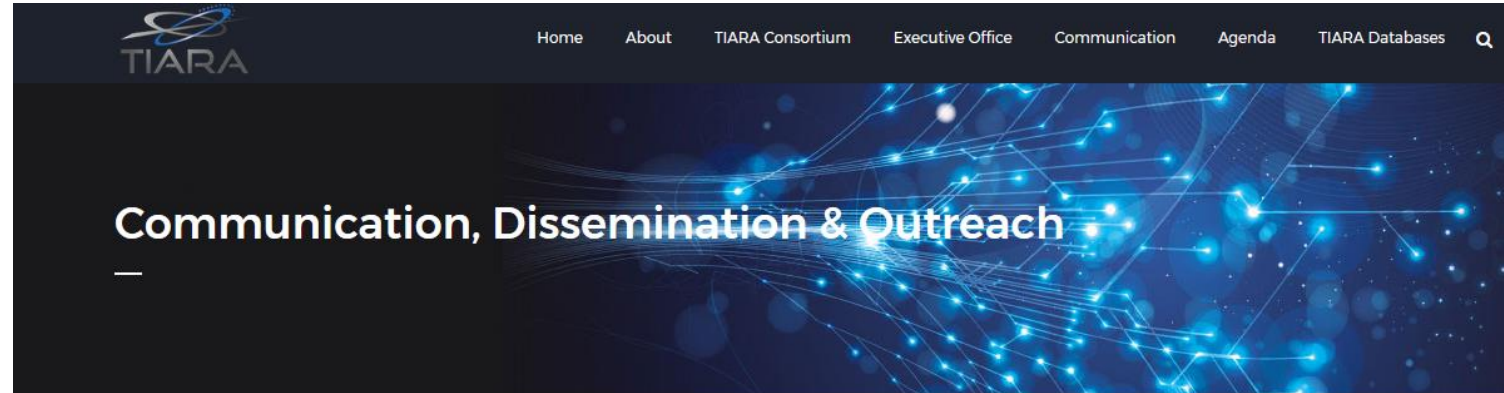 TIARA
Home About TIARA Consortium Executive Office Communication Agenda TIARA Databases
Communication, Dissemination & Outreach